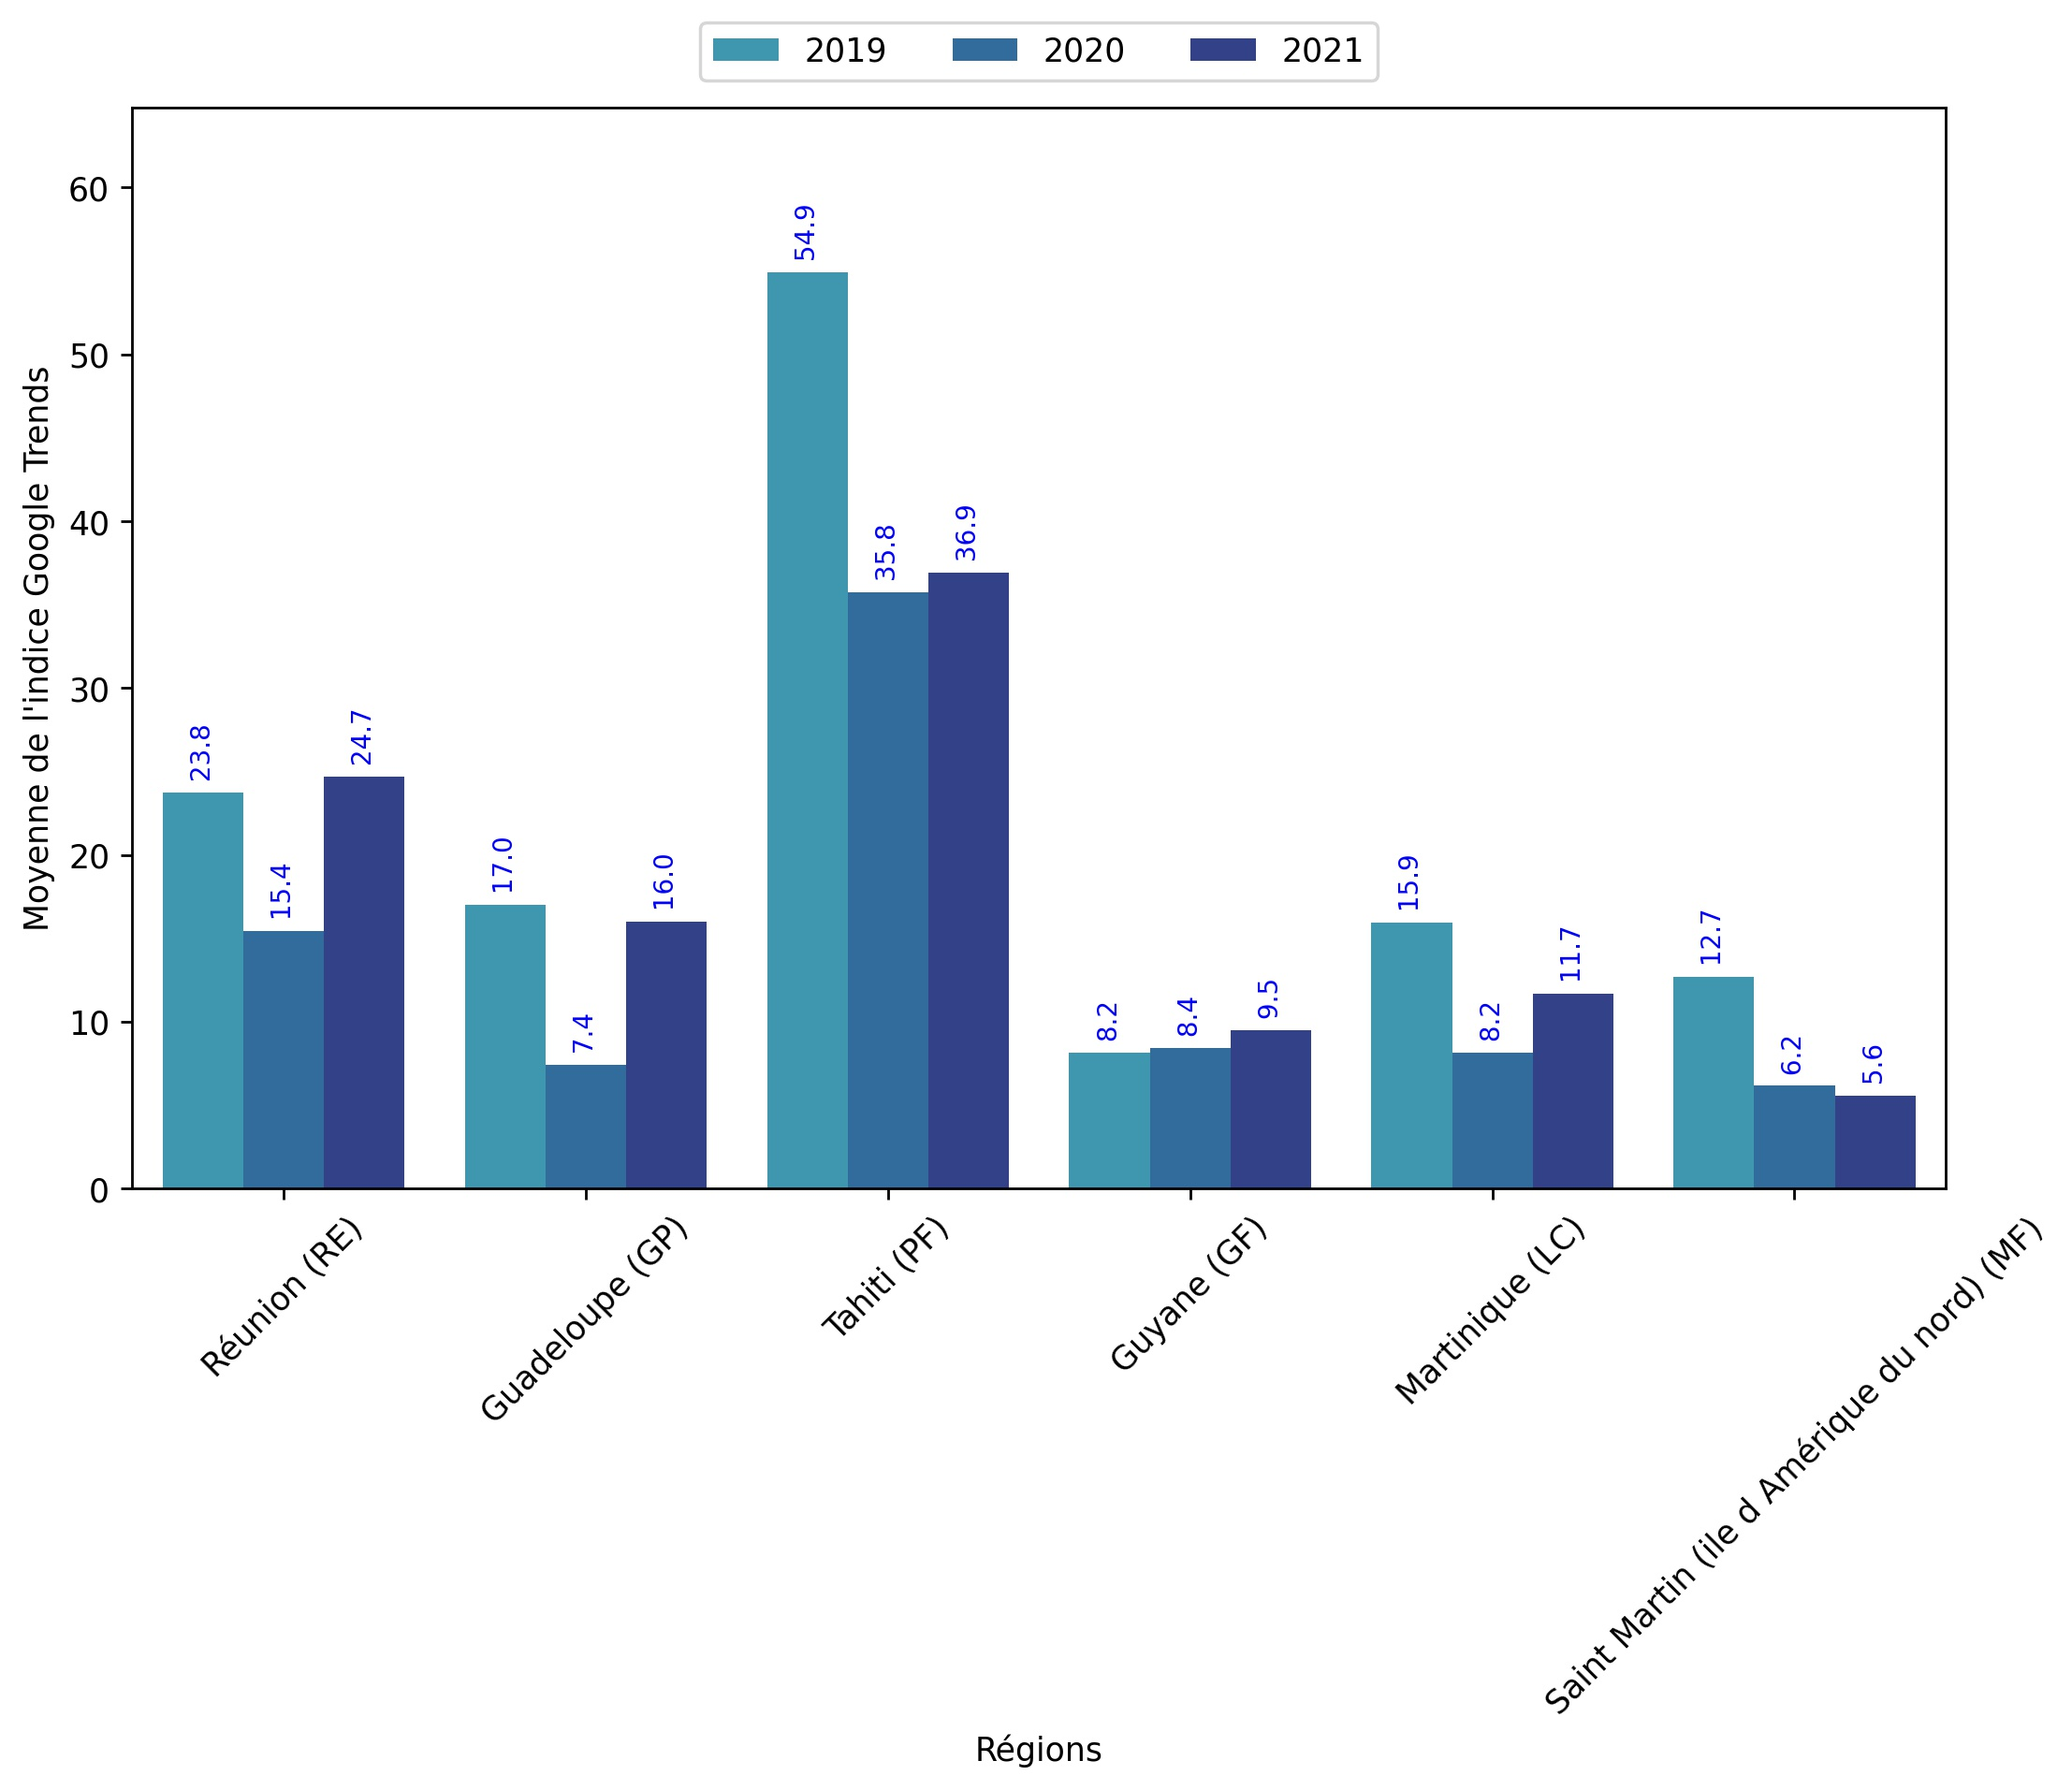 2019 2020 2021
Moyenne de l'indice Google Trends
60
50
40
30
20
10
0
23.8 15.4 24.7
17.0 7.4 16.0
54.9 35.8 36.9
8.2 8.4 9.5
15.9 8.2 11.7
12.7 6.2 5.6
Réunion (RE)
Guadeloupe (GP)
Tahiti (PF)
Guyane (GF)
Martinique (LC)
Saint Martin (ile d Amérique du nord) (MF)
Régions